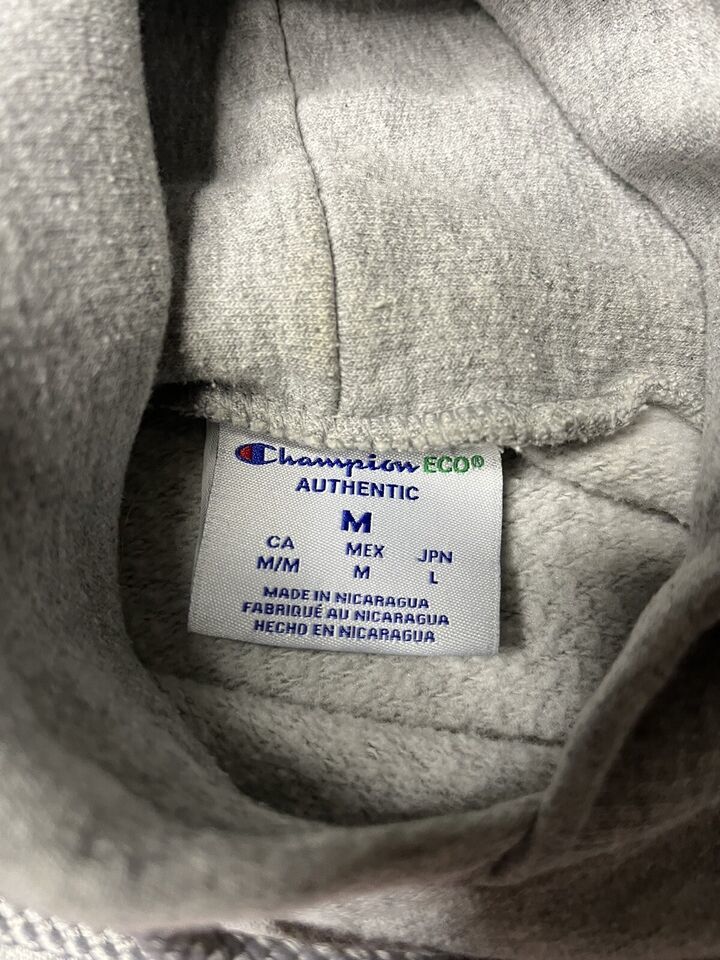 Champion ECO®
AUTHENTIC
M
CA MEX JPN
M/M M L
MADE IN NICARAGUA
FABRIQUÉ AU NICARAGUA
HECHO EN NICARAGUA